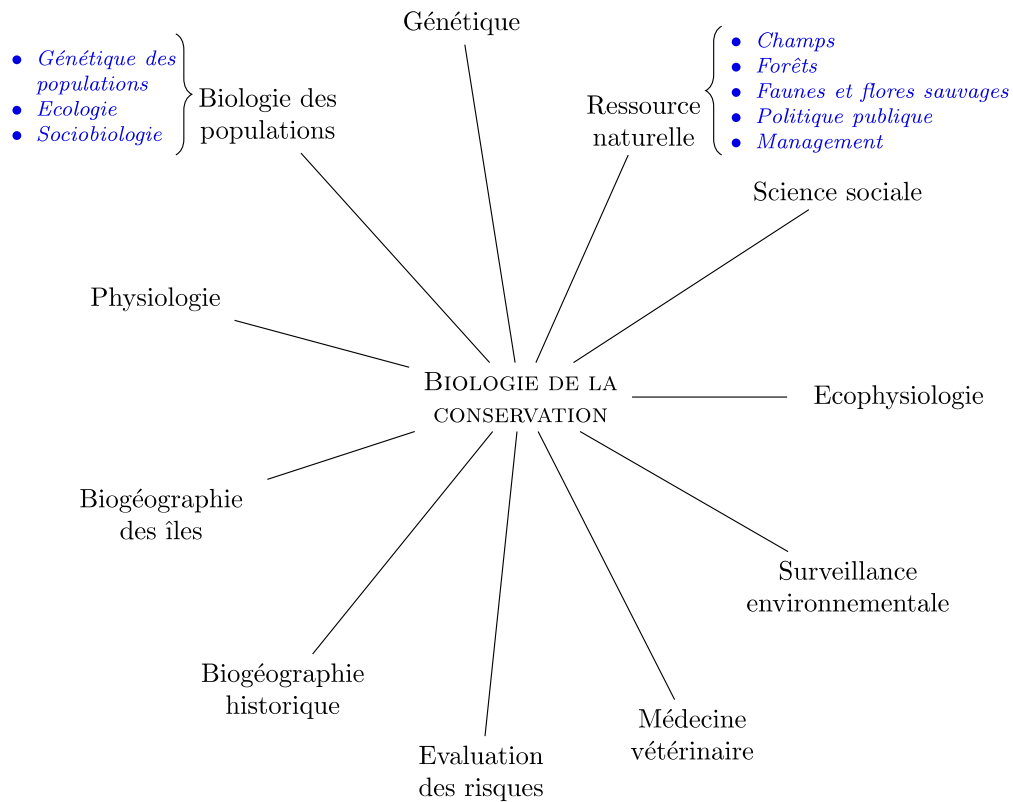 Génétique
Génétique des
populations
Ecologie
Sociobiologie
Biologie des
populations
Ressource
naturelle
Champs
Forêts
Faunes et flores sauvages
Politique publique
Management
Science sociale
Physiologie
Biologie de la
conservation
Ecophysiologie
Biogéographie
des îles
Surveillance
environnementale
Biogéographie
historique
Médecine
vétérinaire
Evaluation
des risques